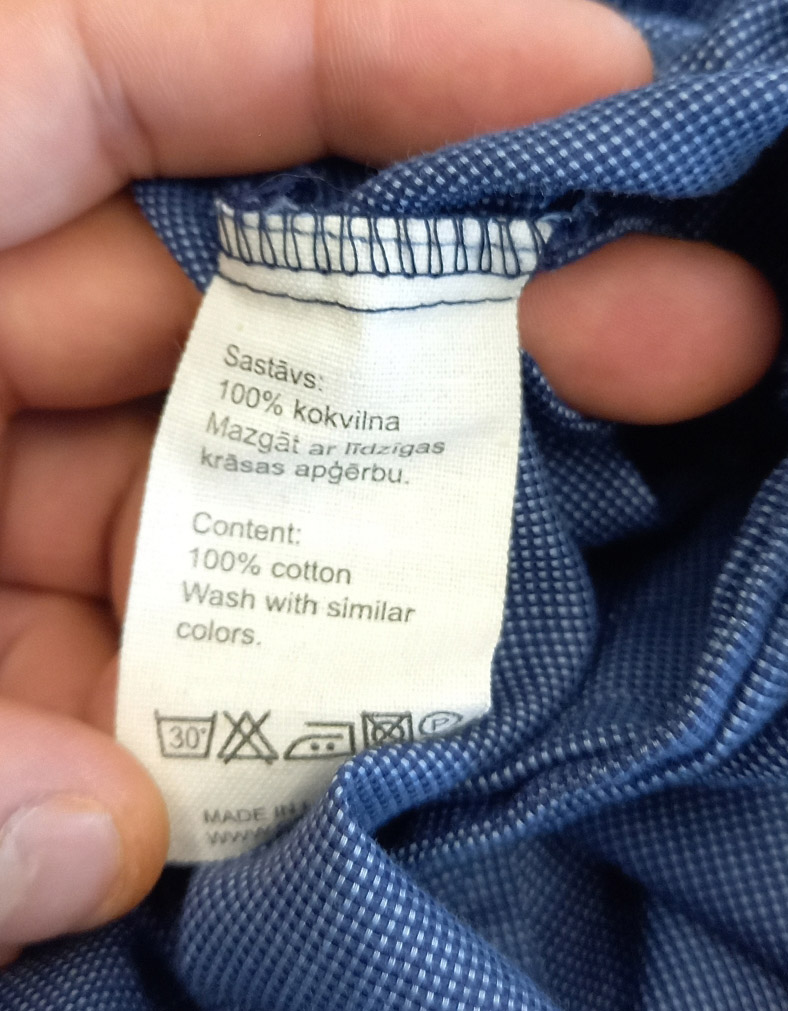 Sastāvs:
100% kokvilna
Mazgāt ar līdzīgas
krāsas apģērbu.
Content:
100% cotton
Wash with similar
colors.
30°
P
MADE IN